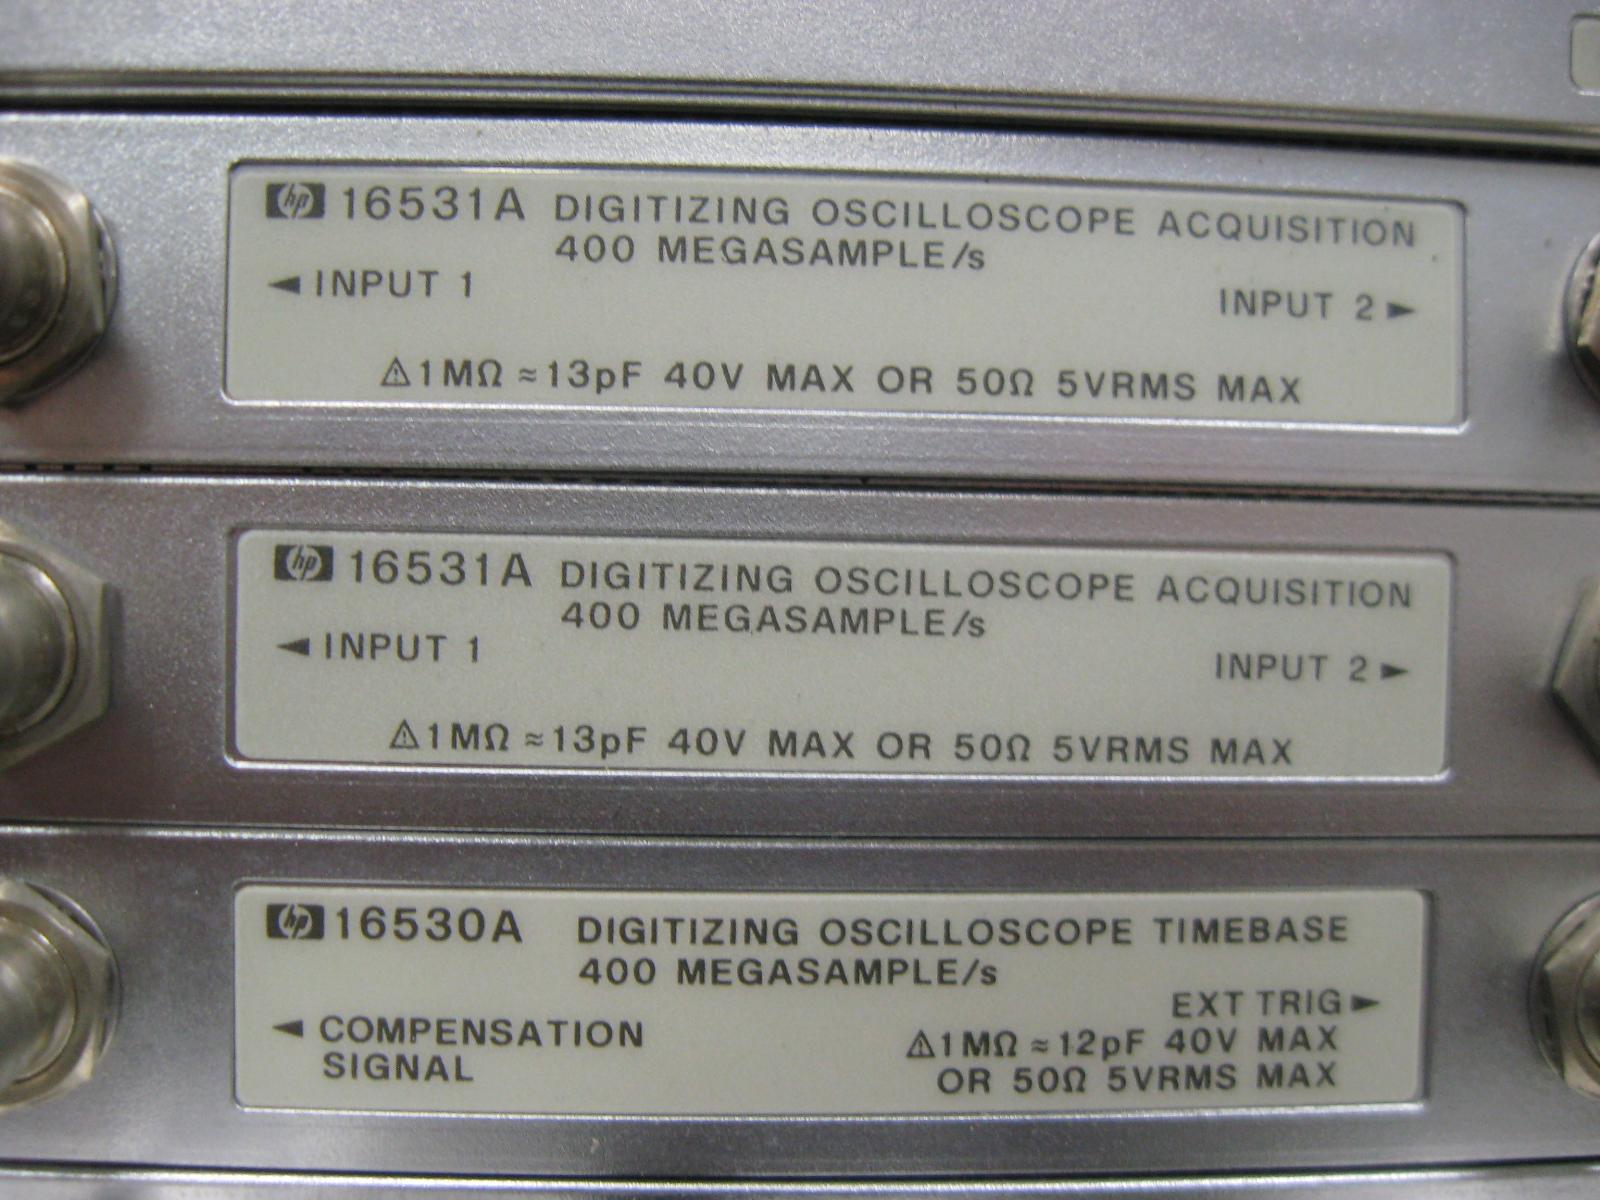 hp 16531A DIGITIZING OSCILLOSCOPE ACQUISITION
400 MEGASAMPLE/s
◄ INPUT 1
INPUT 2 ►
⚠1MΩ ≈13pF 40V MAX OR 50Ω 5VRMS MAX
hp 16531A DIGITIZING OSCILLOSCOPE ACQUISITION
400 MEGASAMPLE/s
◄ INPUT 1
INPUT 2 ►
⚠1MΩ ≈13pF 40V MAX OR 50Ω 5VRMS MAX
hp 16530A DIGITIZING OSCILLOSCOPE TIMEBASE
400 MEGASAMPLE/s
◄ COMPENSATION
SIGNAL
EXT TRIG ►
⚠1MΩ ≈12pF 40V MAX
OR 50Ω 5VRMS MAX